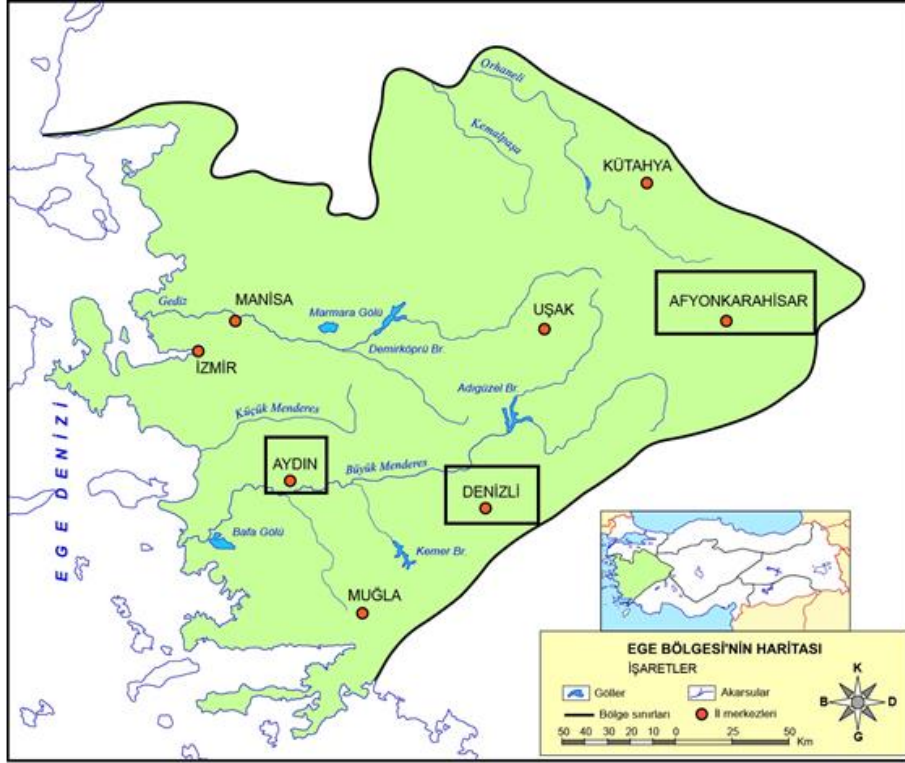 Orhaneli
Kemalpaşa
KÜTAHYA
MANİSA
Gediz
Marmara Gölü
UŞAK
AFYONKARAHİSAR
Demirköprü Br.
İZMİR
Adıgüzel Br.
Küçük Menderes
EGE DENİZİ
AYDIN
Büyük Menderes
DENİZLİ
Bafa Gölü
Kemer Br.
MUĞLA
EGE BÖLGESİ'NİN HARİTASI
İŞARETLER
Göller
Akarsular
Bölge sınırları
İl merkezleri
K
B
D
G
50 40 30 20 10 0 25 50
Km